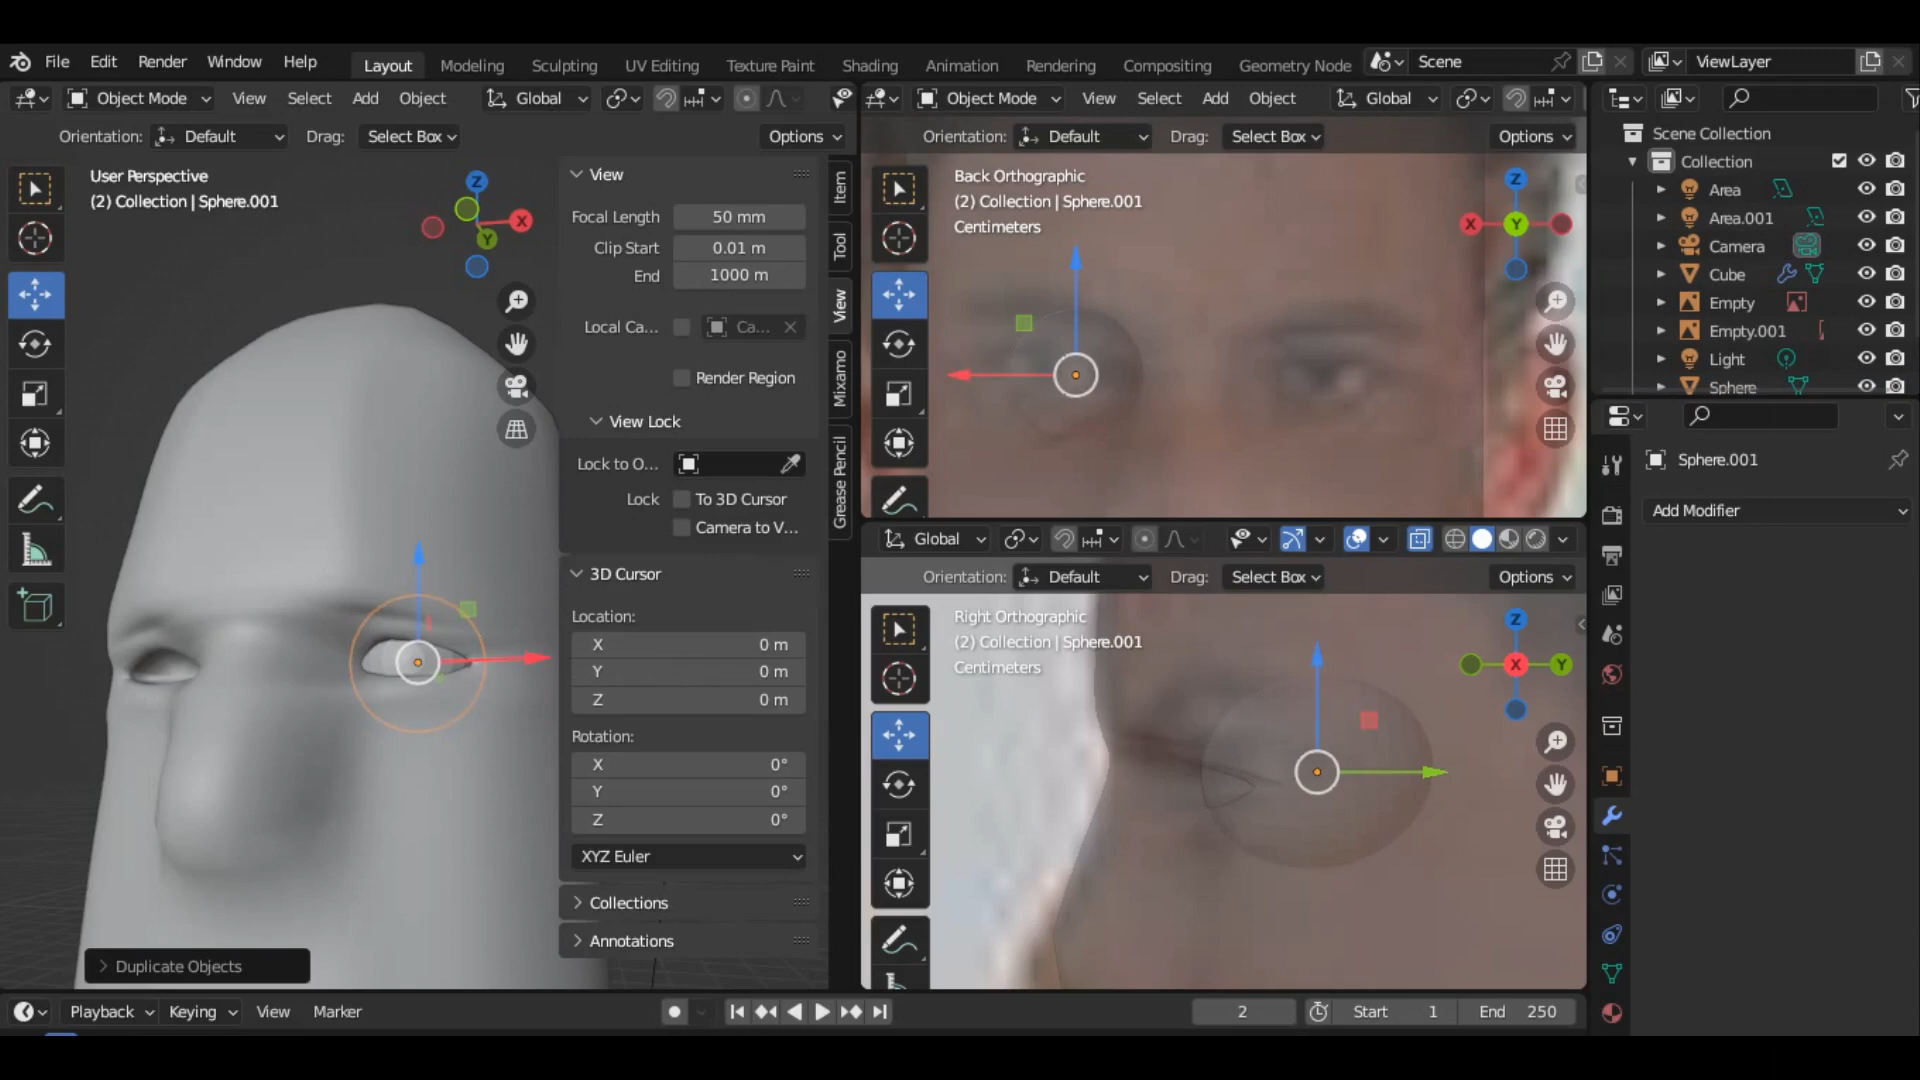 File Edit Render Window Help Layout Modeling Sculpting UV Editing Texture Paint Shading Animation Rendering Compositing Geometry Node Scene ViewLayer
Object Mode View Select Add Object Global
Orientation: Default Drag: Select Box Options
User Perspective
(2) Collection | Sphere.001
Z
X
Y
View
Focal Length 50 mm
Clip Start 0.01 m
End 1000 m
Local Ca... Ca...
Render Region
View Lock
Lock to O...
Lock To 3D Cursor
Camera to V...
3D Cursor
Location:
X 0 m
Y 0 m
Z 0 m
Rotation:
X 0°
Y 0°
Z 0°
XYZ Euler
Collections
Annotations
Item
Tool
View
Mixamo
Grease Pencil
Duplicate Objects
Object Mode View Select Add Object Global
Orientation: Default Drag: Select Box Options
Back Orthographic
(2) Collection | Sphere.001
Centimeters
Z
X Y
Global
Orientation: Default Drag: Select Box Options
Right Orthographic
(2) Collection | Sphere.001
Centimeters
Z
X Y
Scene Collection
Collection
Area
Area.001
Camera
Cube
Empty
Empty.001
Light
Sphere
Sphere.001
Add Modifier
Playback Keying View Marker 2 Start 1 End 250